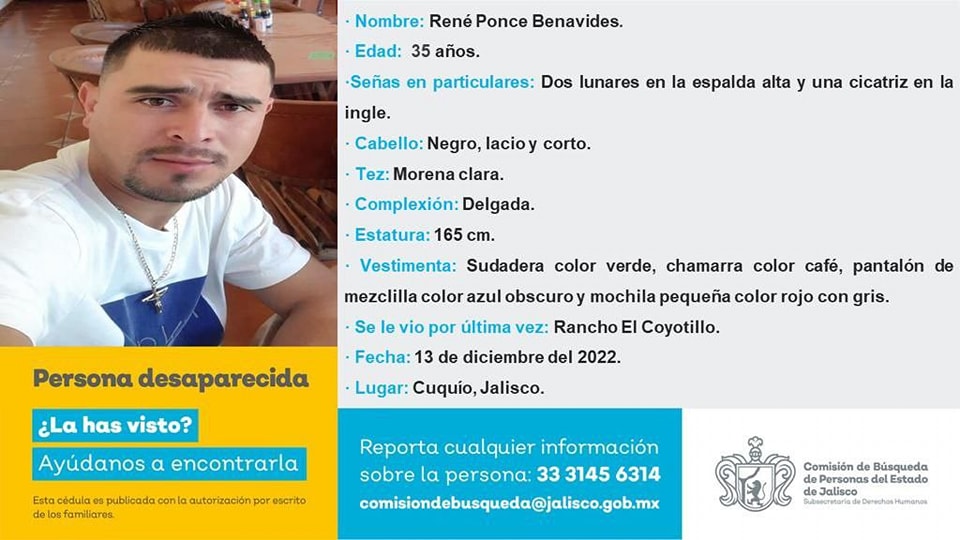 · Nombre: René Ponce Benavides.
· Edad: 35 años.
·Señas en particulares: Dos lunares en la espalda alta y una cicatriz en la
ingle.
· Cabello: Negro, lacio y corto.
· Tez: Morena clara.
· Complexión: Delgada.
· Estatura: 165 cm.
· Vestimenta: Sudadera color verde, chamarra color café, pantalón de
mezclilla color azul obscuro y mochila pequeña color rojo con gris.
· Se le vio por última vez: Rancho El Coyotillo.
· Fecha: 13 de diciembre del 2022.
· Lugar: Cuquío, Jalisco.
Persona desaparecida
¿La has visto?
Ayúdanos a encontrarla
Esta cédula es publicada con la autorización por escrito
de los familiares.
Reporta cualquier información
sobre la persona: 33 3145 6314
comisiondebusqueda@jalisco.gob.mx
Comisión de Búsqueda
de Personas del Estado
de Jalisco
Subsecretaría de Derechos Humanos